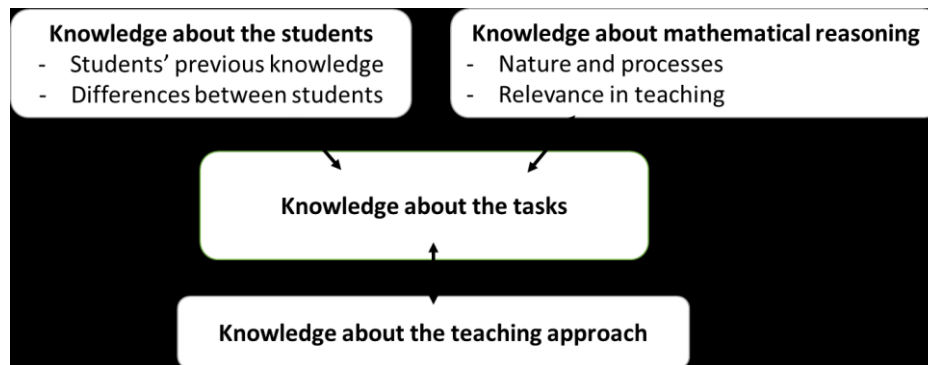 Knowledge about the students
- Students' previous knowledge
- Differences between students
Knowledge about mathematical reasoning
- Nature and processes
- Relevance in teaching
Knowledge about the tasks
Knowledge about the teaching approach